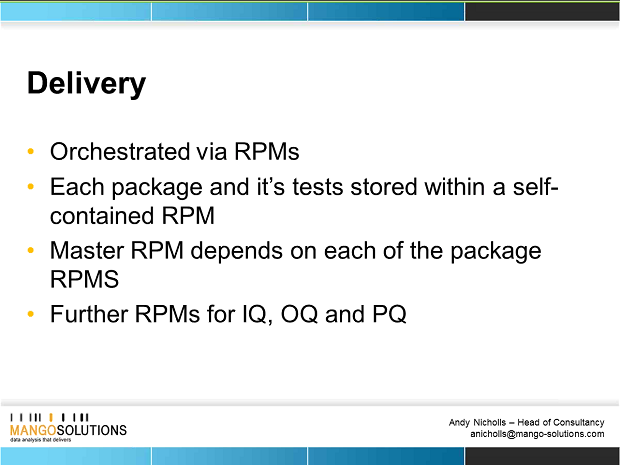 Delivery
• Orchestrated via RPMs
• Each package and it’s tests stored within a self-
contained RPM
• Master RPM depends on each of the package
RPMS
• Further RPMs for IQ, OQ and PQ
MANGOSOLUTIONS
data analysis that delivers
Andy Nicholls – Head of Consultancy
anicholls@mango-solutions.com